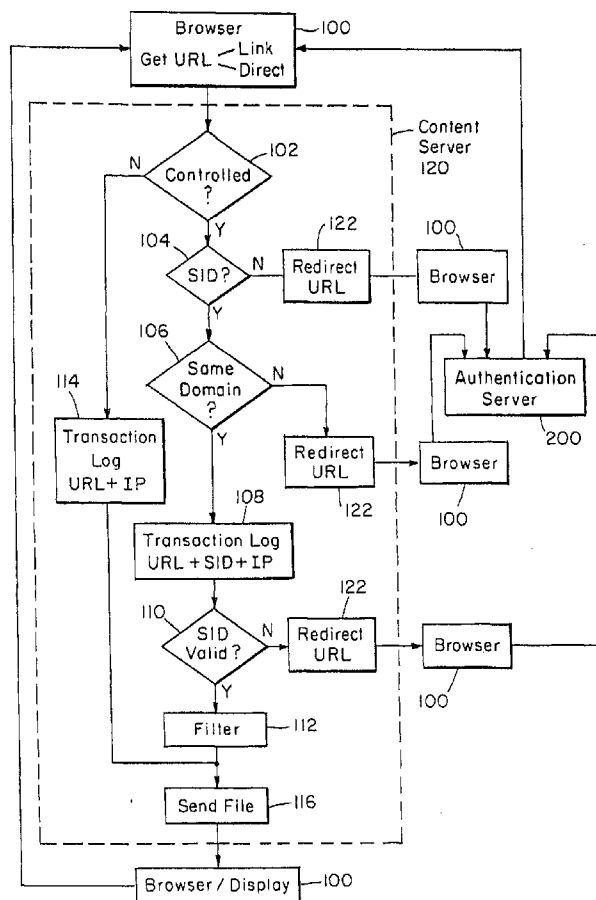 Browser
100
Get URL
Link
Direct
Content
Server
120
102
N
Controlled
?
Y
104
SID?
N
Y
122
Redirect
URL
100
Browser
106
Same
Domain
?
N
Y
Authentication
Server
200
114
Transaction
Log
URL+ IP
Redirect
URL
122
Browser
100
108
Transaction Log
URL+SID+IP
110
SID
Valid?
N
Y
122
Redirect
URL
Browser
100
Filter
112
Send File
116
Browser / Display
100